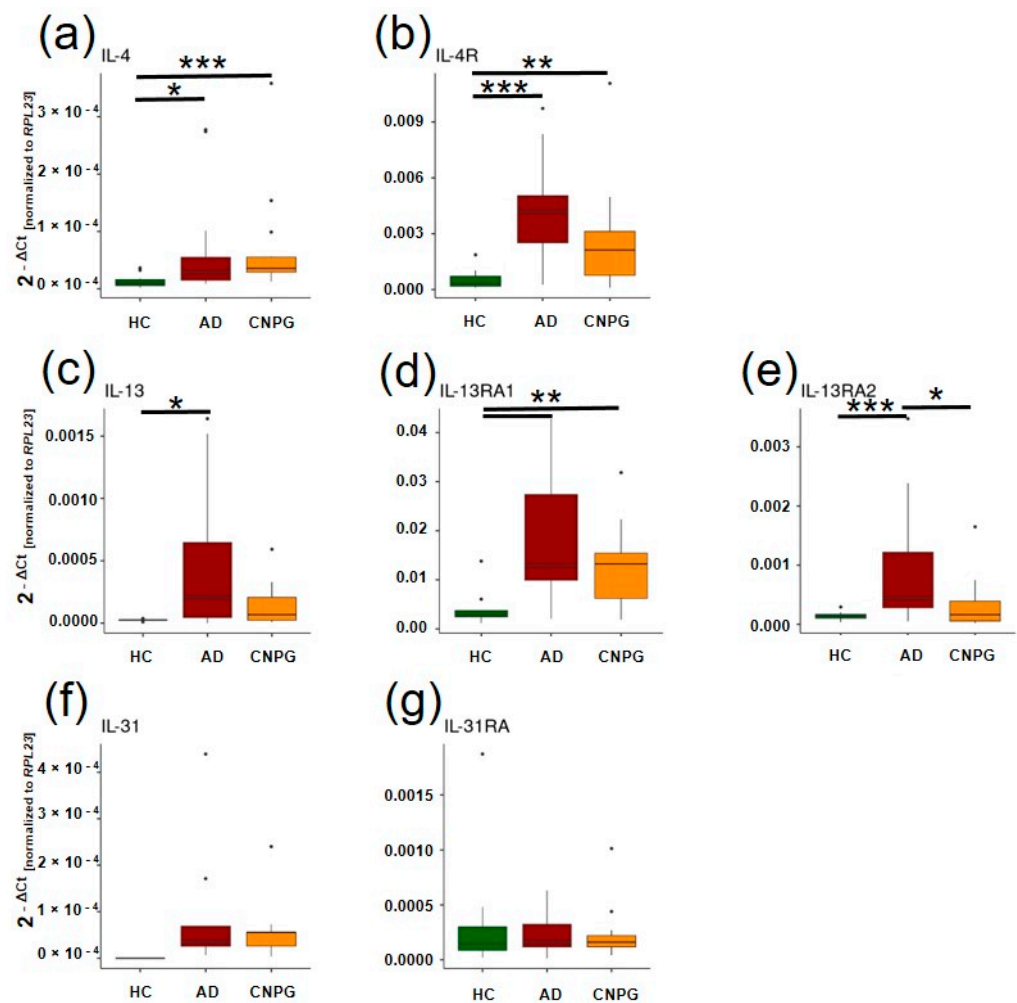 (a)
IL-4
***
*
2 - ΔCt [normalized to RPL23]
3 × 10 - 4
2 × 10 - 4
1 × 10 - 4
0 × 10 - 4
HC AD CNPG
(b)
IL-4R
**
***
0.009
0.006
0.003
0.000
HC AD CNPG
(c)
IL-13
*
2 - ΔCt [normalized to RPL23]
0.0015
0.0010
0.0005
0.0000
HC AD CNPG
(d)
IL-13RA1
**
0.04
0.03
0.02
0.01
0.00
HC AD CNPG
(e)
IL-13RA2
*** *
0.003
0.002
0.001
0.000
HC AD CNPG
(f)
IL-31
2 - ΔCt [normalized to RPL23]
4 × 10 - 4
2 × 10 - 4
1 × 10 - 4
0 × 10 - 4
HC AD CNPG
(g)
IL-31RA
0.0015
0.0010
0.0005
0.0000
HC AD CNPG